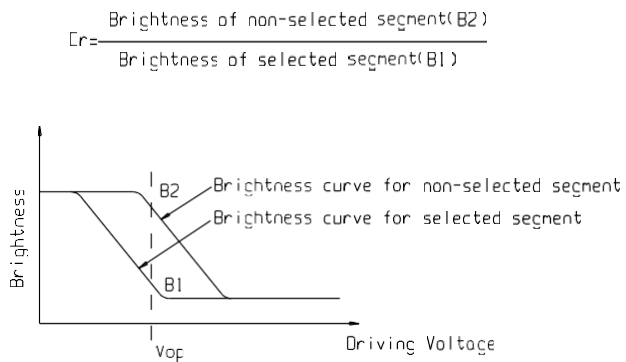 Brightness of non-selected segment(B2)
Cr=
Brightness of selected segment(B1)
B2
Brightness curve for non-selected segment
Brightness curve for selected segment
Brightness
B1
Vop
Driving Voltage